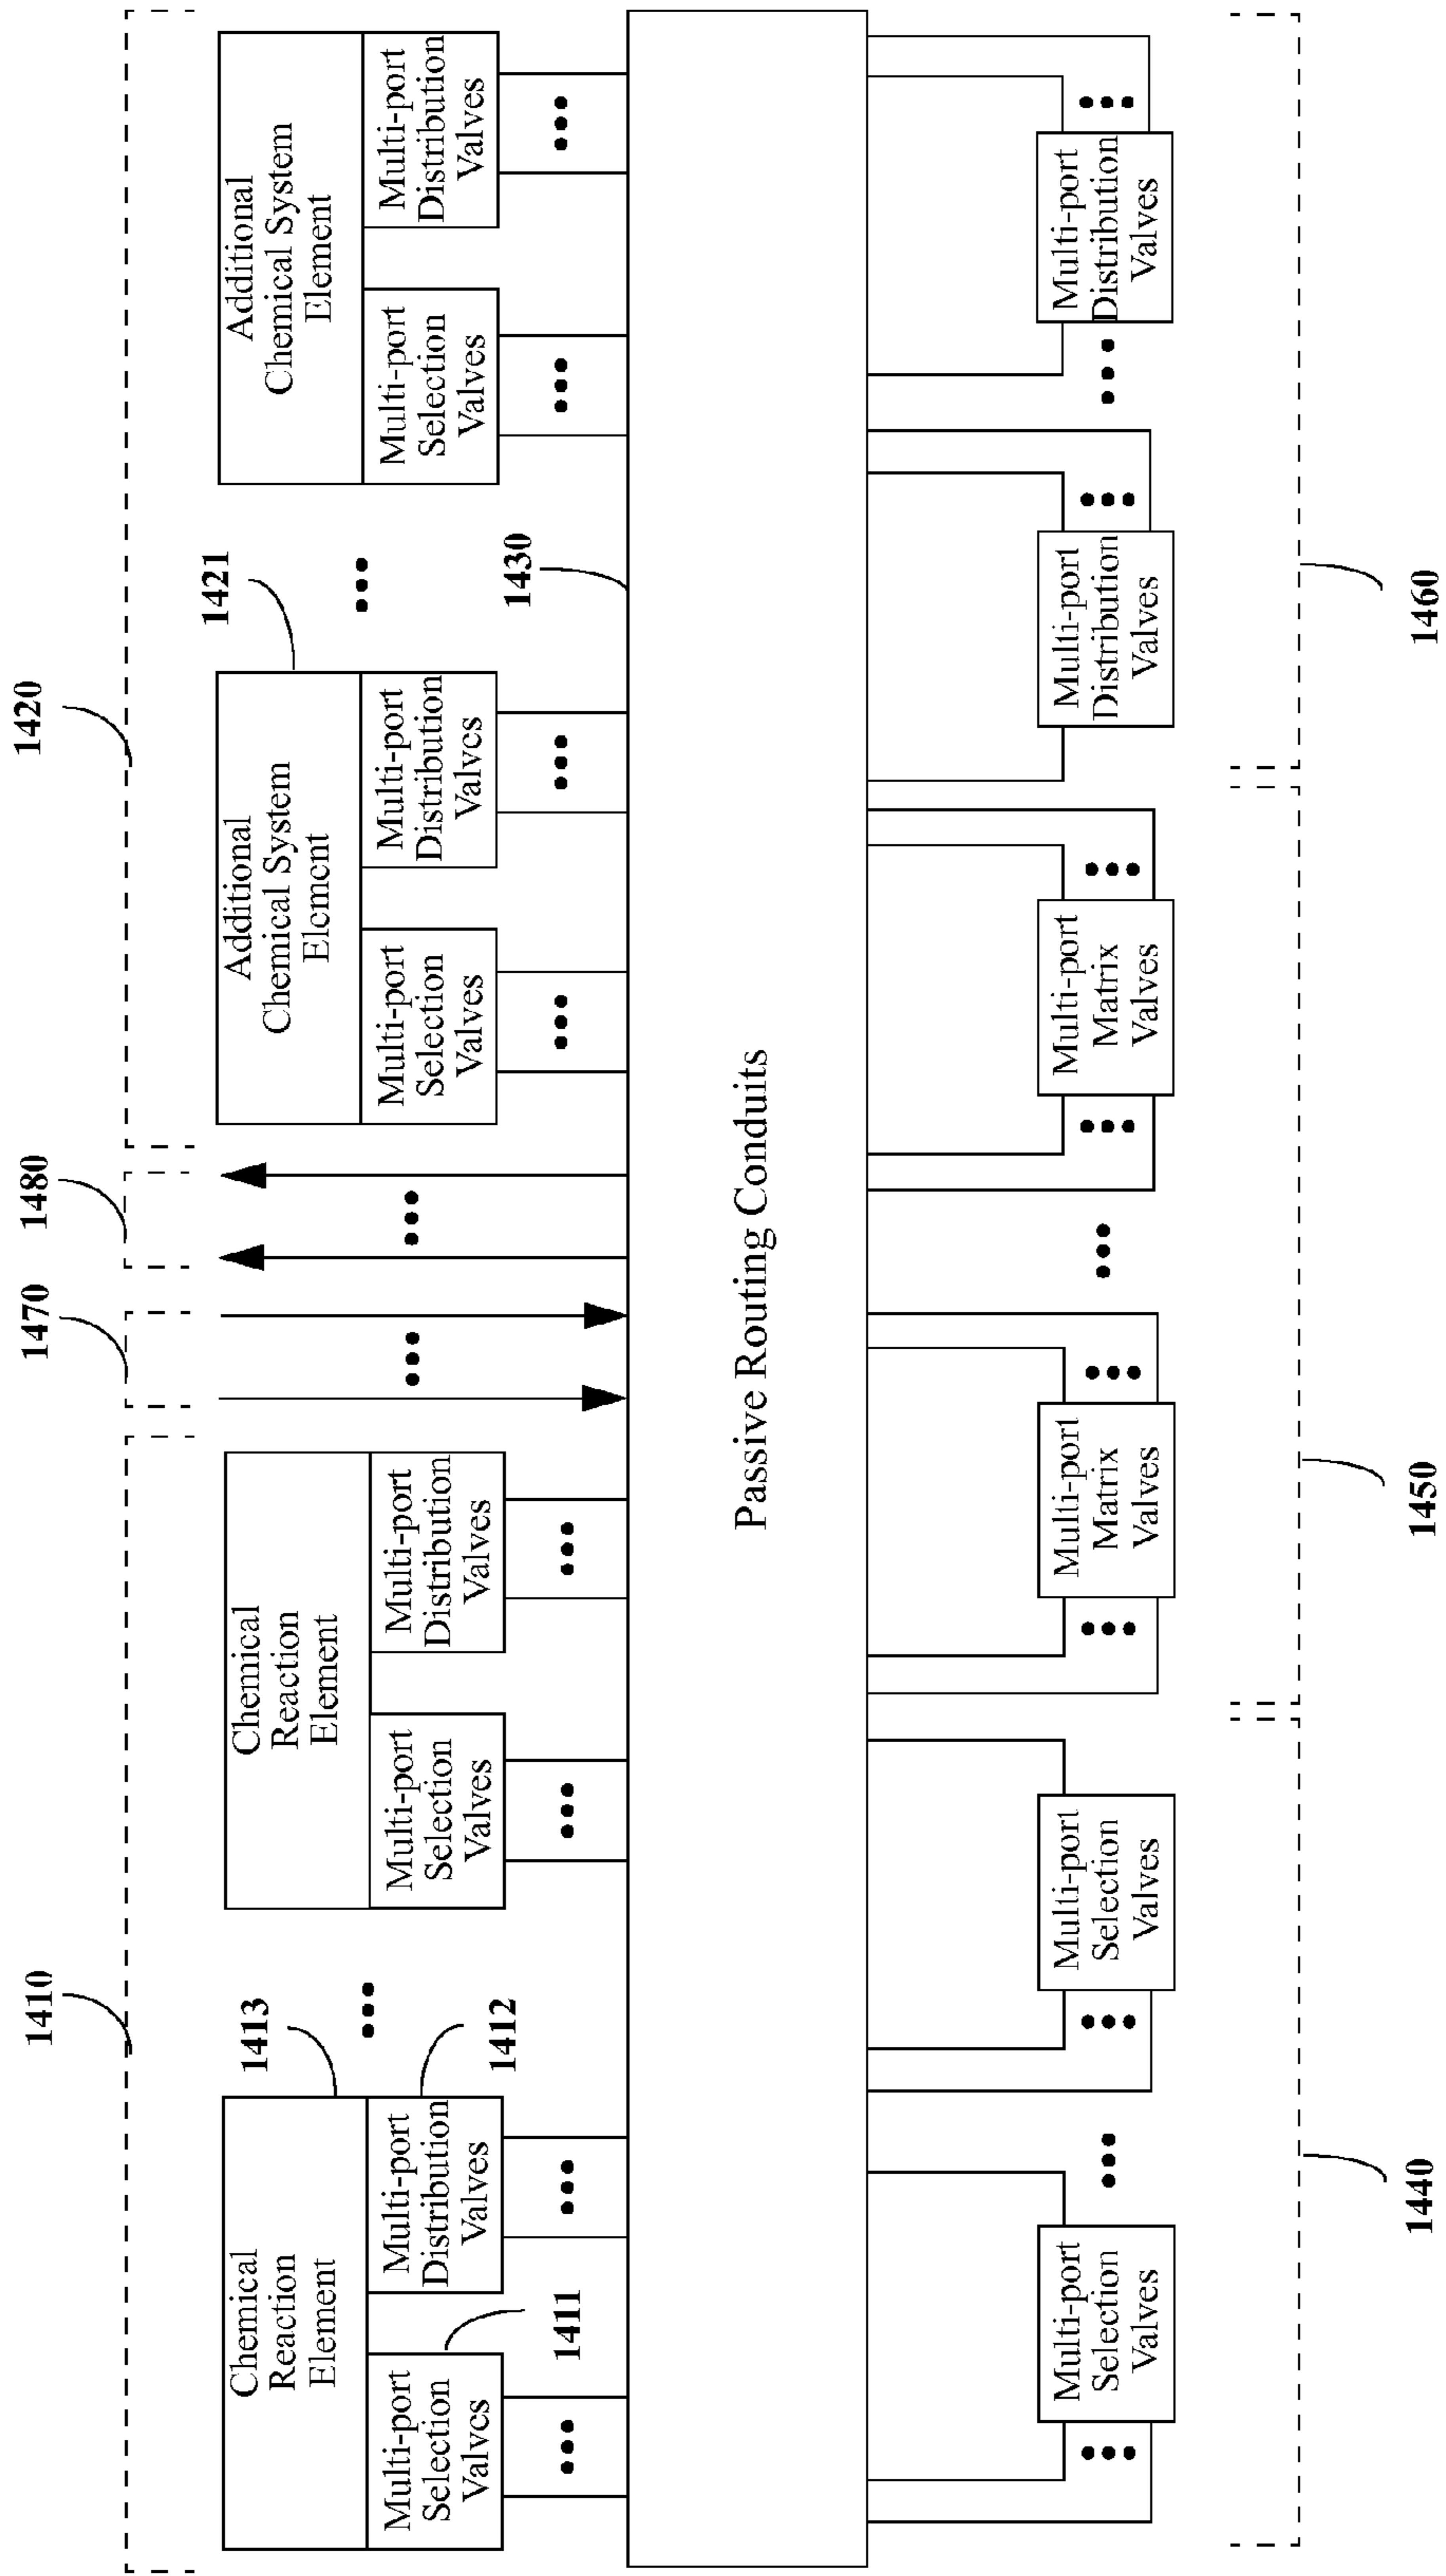 1410
1470
1480
1420
Chemical
Reaction
Element
1413
Multi-port
Selection
Valves
1411
Multi-port
Distribution
Valves
1412
Chemical
Reaction
Element
Multi-port
Selection
Valves
Multi-port
Distribution
Valves
Additional
Chemical System
Element
1421
Multi-port
Selection
Valves
Multi-port
Distribution
Valves
Additional
Chemical System
Element
Multi-port
Selection
Valves
Multi-port
Distribution
Valves
1430
Passive Routing Conduits
Multi-port
Selection
Valves
Multi-port
Selection
Valves
Multi-port
Matrix
Valves
Multi-port
Matrix
Valves
Multi-port
Distribution
Valves
Multi-port
Distribution
Valves
1440
1450
1460